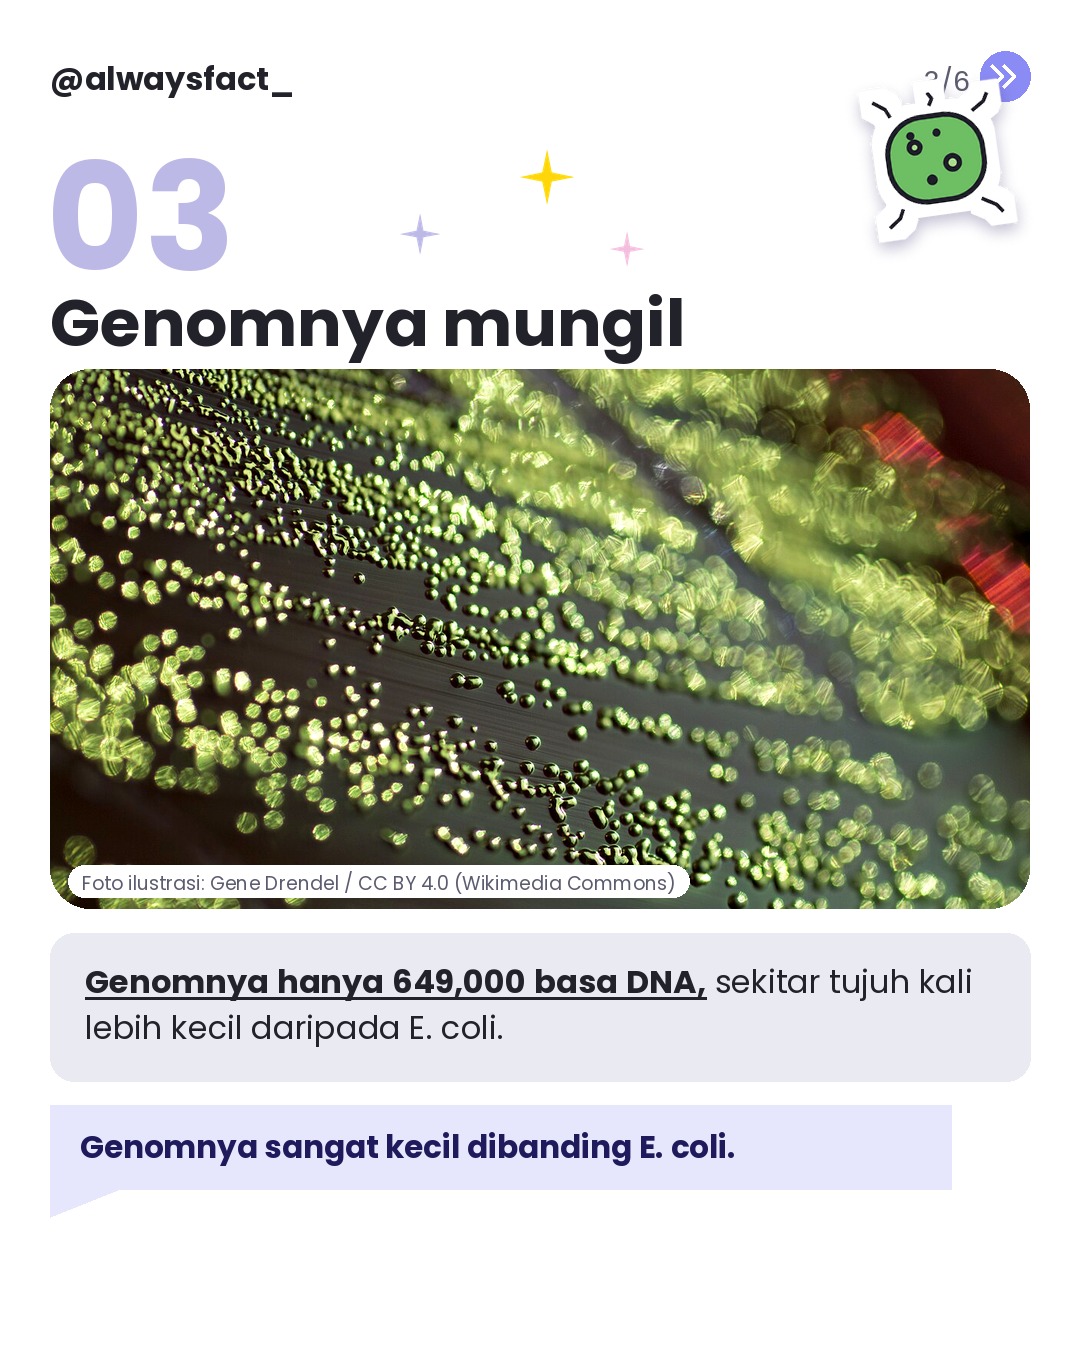 @alwaysfact_
/6
03
Genomnya mungil
Foto ilustrasi: Gene Drendel / CC BY 4.0 (Wikimedia Commons)
Genomnya hanya 649,000 basa DNA, sekitar tujuh kali
lebih kecil daripada E. coli.
Genomnya sangat kecil dibanding E. coli.